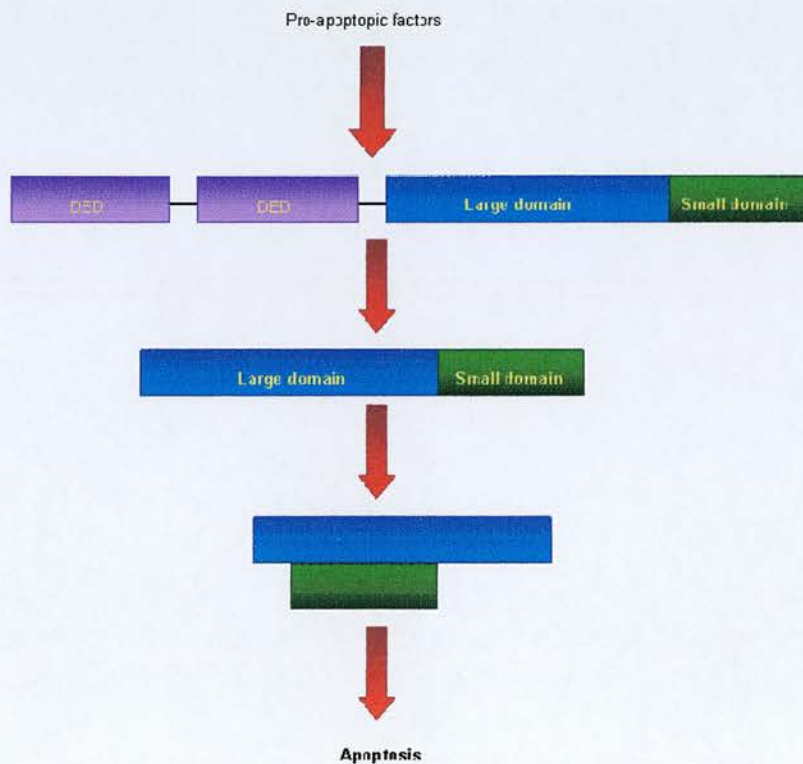 Pro-apoptopic factors
DED DED Large domain Small domain
Large domain Small domain
Apoptosis